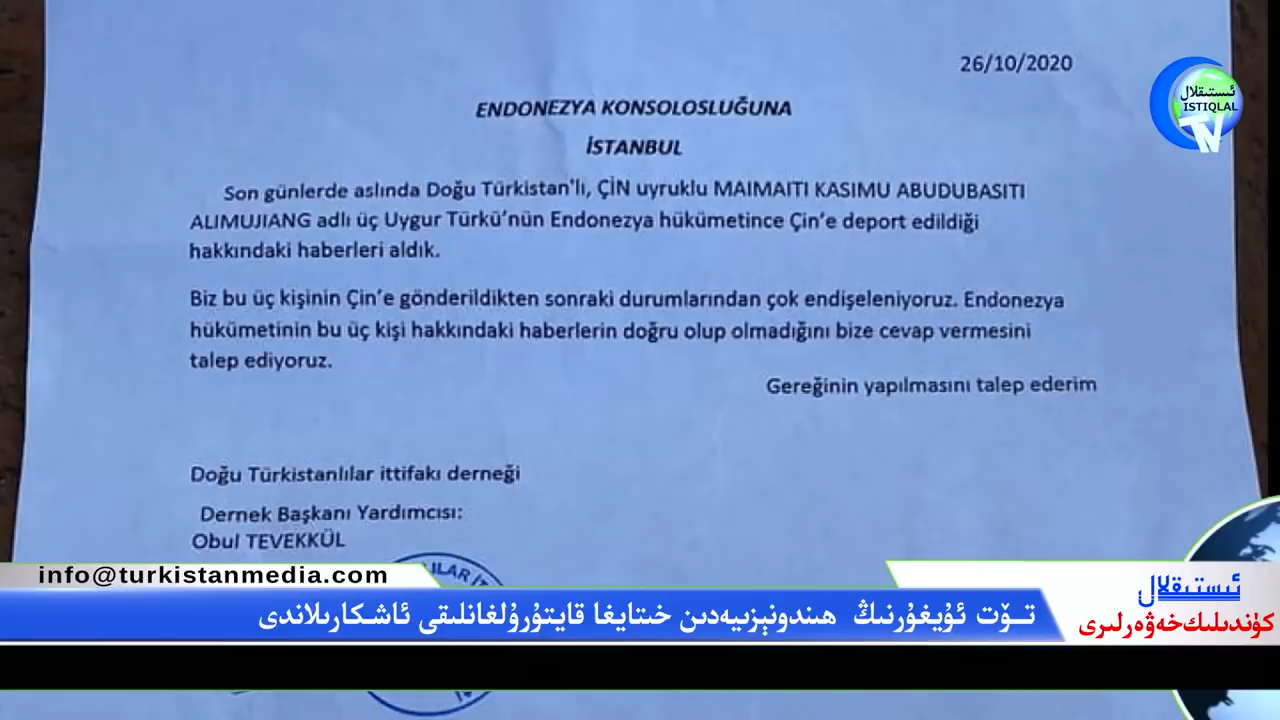 26/10/2020
ئىستىقلال
ISTIQLAL
TV
ENDONEZYA KONSOLOSLUĞUNA
İSTANBUL
Son günlerde aslında Doğu Türkistan'lı, ÇİN uyruklu MAIMAITI KASIMU ABUDUBASITI
ALIMUJIANG adlı üç Uygur Türkü’nün Endonezya hükümetince Çin’e deport edildiği
hakkındaki haberleri aldık.
Biz bu üç kişinin Çin’e gönderildikten sonraki durumlarından çok endişeleniyoruz. Endonezya
hükümetinin bu üç kişi hakkındaki haberlerin doğru olup olmadığını bize cevap vermesini
talep ediyoruz.
Gereğinin yapılmasını talep ederim
Doğu Türkistanlılar ittifakı derneği
Dernek Başkanı Yardımcısı:
Obul TEVEKKÜL
info@turkistanmedia.com
تۆت ئۇيغۇرنىڭ ھىندونېزىيەدىن خىتايغا قايتۇرۇلغانلىقى ئاشكارىلاندى
ئىستىقلال
كۈندىلىك خەۋەرلىرى